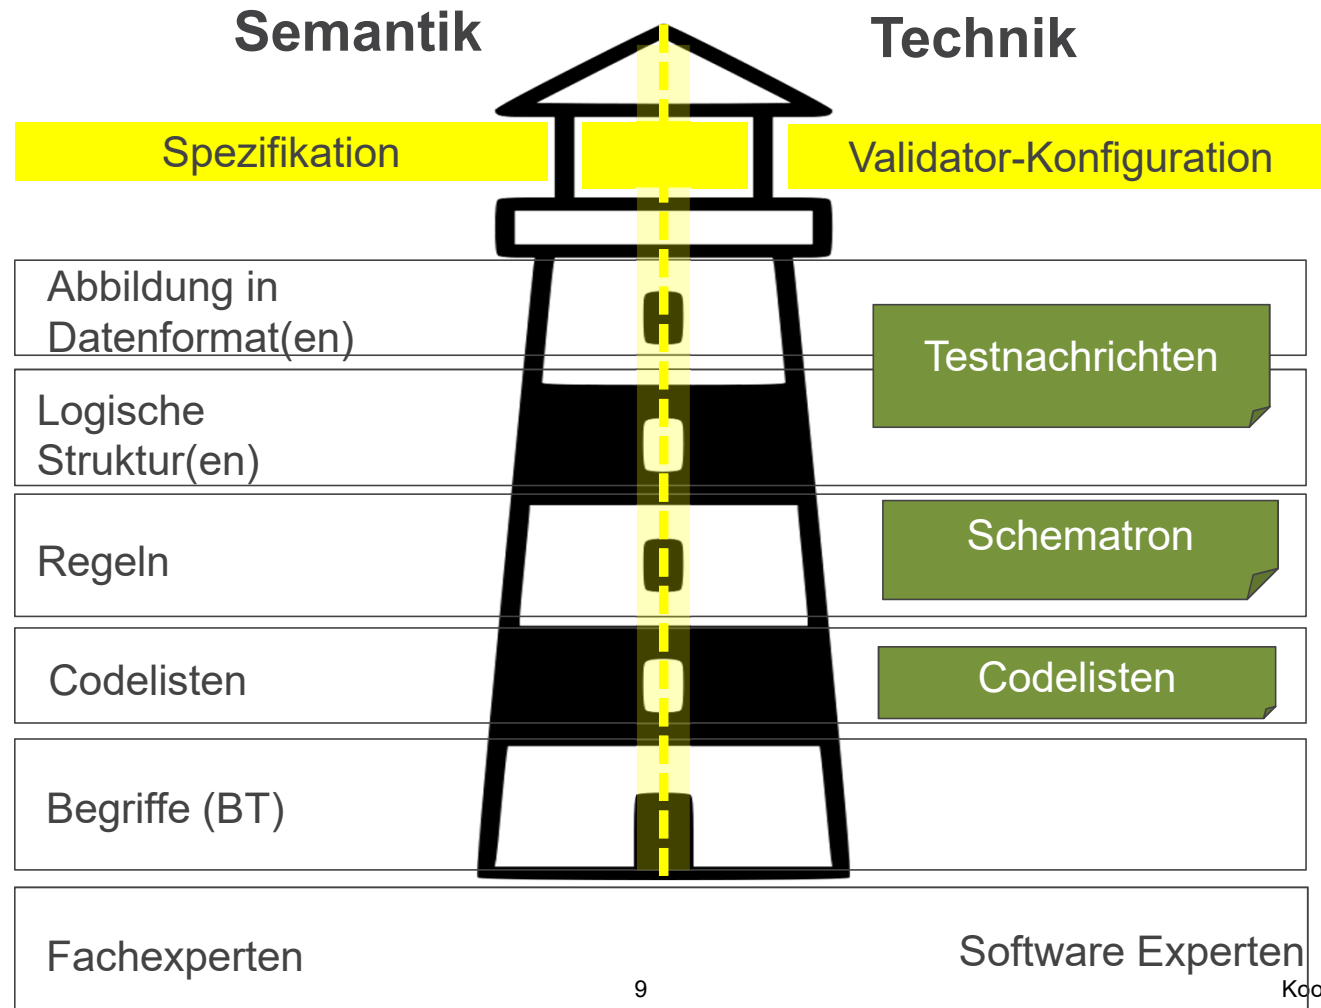 Semantik
Technik
Spezifikation
Validator-Konfiguration
Abbildung in
Datenformat(en)
Testnachrichten
Logische
Struktur(en)
Regeln
Schematron
Codelisten
Codelisten
Begriffe (BT)
Fachexperten
Software Experten
9